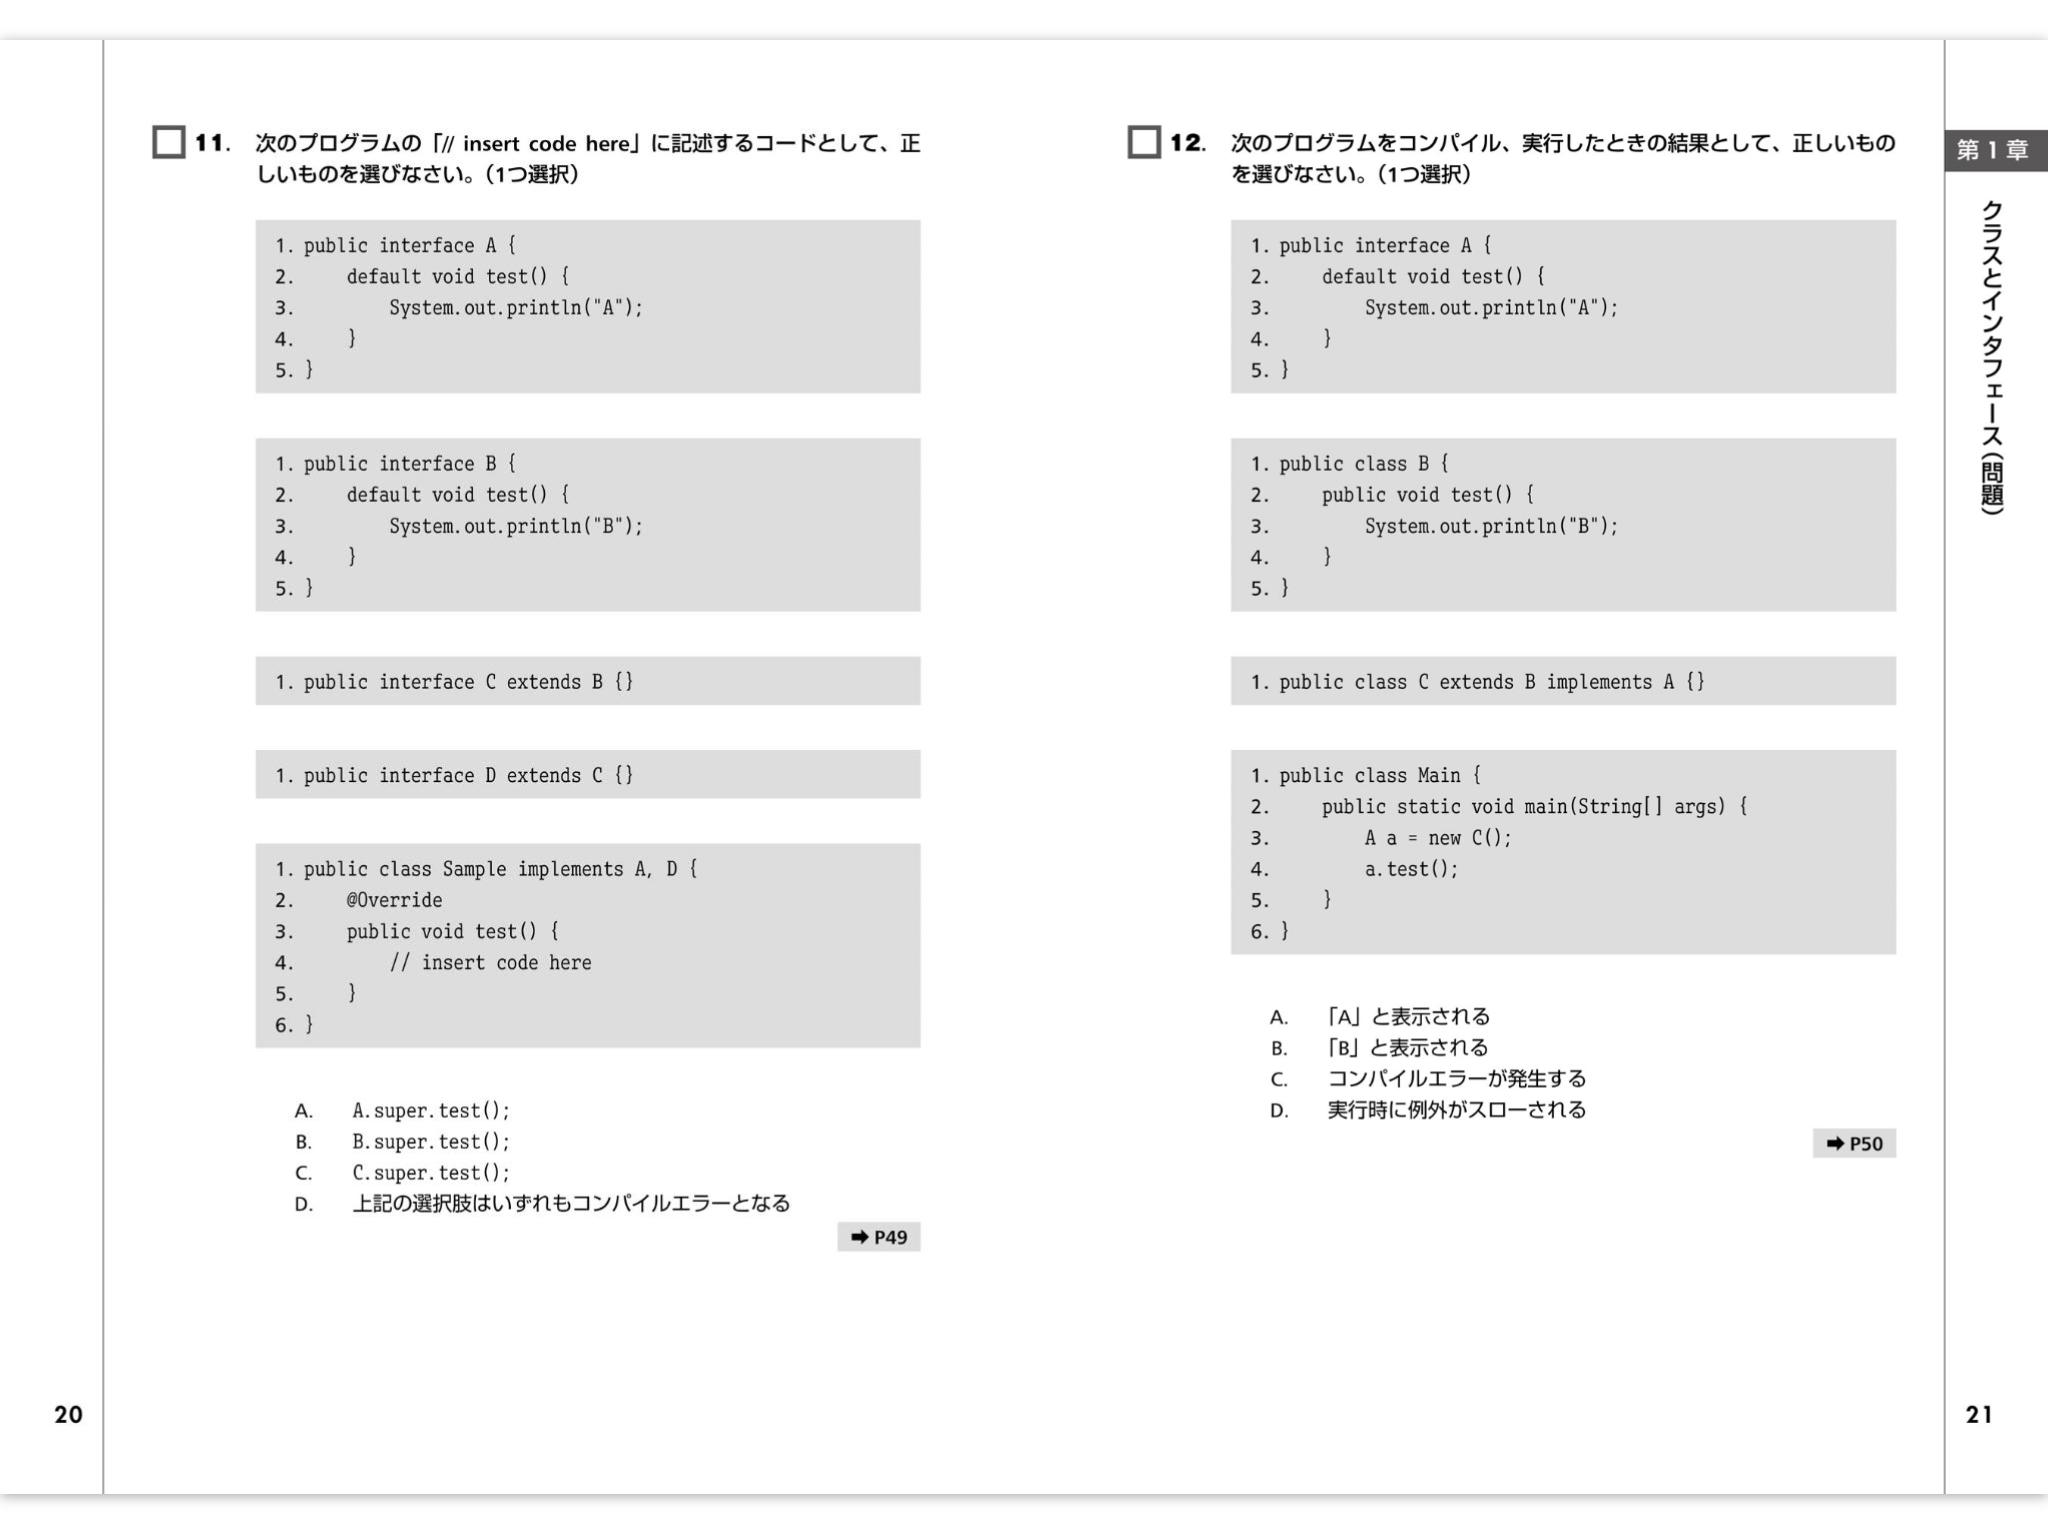 11. 次のプログラムの「// insert code here」に記述するコードとして、正
しいものを選びなさい。(1つ選択)
1. public interface A {
2.     default void test() {
3.         System.out.println("A");
4.     }
5. }
1. public interface B {
2.     default void test() {
3.         System.out.println("B");
4.     }
5. }
1. public interface C extends B {}
1. public interface D extends C {}
1. public class Sample implements A, D {
2.     @Override
3.     public void test() {
4.         // insert code here
5.     }
6. }
A. A.super.test();
B. B.super.test();
C. C.super.test();
D. 上記の選択肢はいずれもコンパイルエラーとなる
➡ P49
20
12. 次のプログラムをコンパイル、実行したときの結果として、正しいもの
を選びなさい。(1つ選択)
1. public interface A {
2.     default void test() {
3.         System.out.println("A");
4.     }
5. }
1. public class B {
2.     public void test() {
3.         System.out.println("B");
4.     }
5. }
1. public class C extends B implements A {}
1. public class Main {
2.     public static void main(String[] args) {
3.         A a = new C();
4.         a.test();
5.     }
6. }
A. 「A」と表示される
B. 「B」と表示される
C. コンパイルエラーが発生する
D. 実行時に例外がスローされる
➡ P50
第1章
クラスとインタフェース(問題)
21